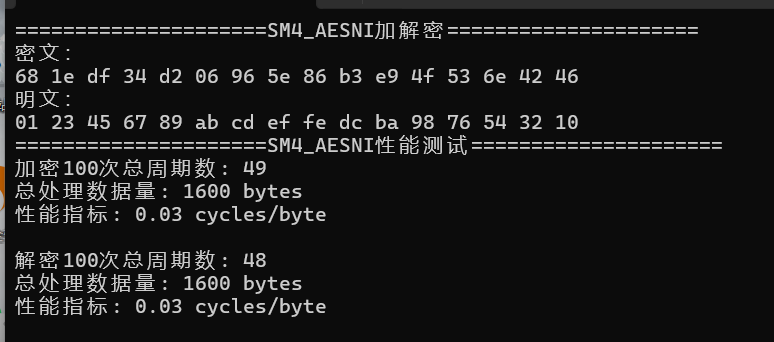 =====================SM4_AESNI加解密=====================
密文:
68 1e df 34 d2 06 96 5e 86 b3 e9 4f 53 6e 42 46
明文:
01 23 45 67 89 ab cd ef fe dc ba 98 76 54 32 10
=====================SM4_AESNI性能测试=====================
加密100次总周期数: 49
总处理数据量: 1600 bytes
性能指标: 0.03 cycles/byte
解密100次总周期数: 48
总处理数据量: 1600 bytes
性能指标: 0.03 cycles/byte